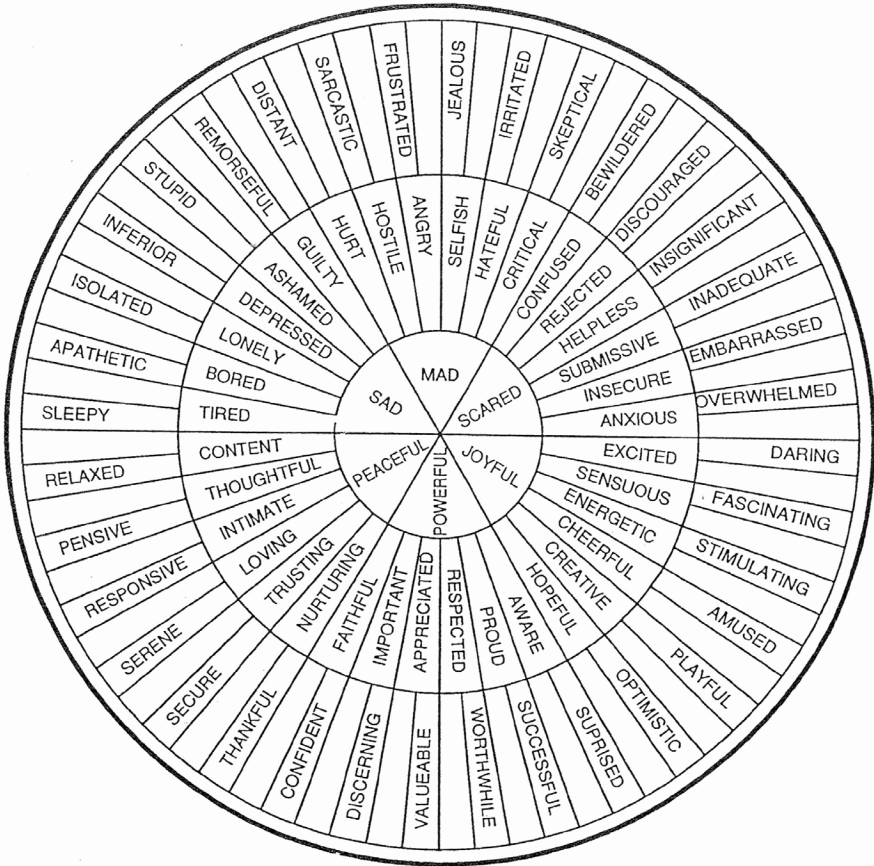 MAD
SCARED
JOYFUL
POWERFUL
PEACEFUL
SAD
ANGRY
SELFISH
HATEFUL
CRITICAL
CONFUSED
REJECTED
HELPLESS
SUBMISSIVE
INSECURE
ANXIOUS
EXCITED
SENSUOUS
ENERGETIC
CHEERFUL
CREATIVE
HOPEFUL
AWARE
PROUD
RESPECTED
APPRECIATED
IMPORTANT
FAITHFUL
NURTURING
TRUSTING
LOVING
INTIMATE
THOUGHTFUL
CONTENT
TIRED
BORED
LONELY
DEPRESSED
ASHAMED
GUILTY
HURT
HOSTILE
FRUSTRATED
JEALOUS
IRRITATED
SKEPTICAL
BEWILDERED
DISCOURAGED
INSIGNIFICANT
INADEQUATE
EMBARRASSED
OVERWHELMED
DARING
FASCINATING
STIMULATING
AMUSED
PLAYFUL
OPTIMISTIC
SUPRISED
SUCCESSFUL
WORTHWHILE
VALUEABLE
DISCERNING
CONFIDENT
THANKFUL
SECURE
SERENE
RESPONSIVE
PENSIVE
RELAXED
SLEEPY
APATHETIC
ISOLATED
INFERIOR
STUPID
REMORSEFUL
DISTANT
SARCASTIC